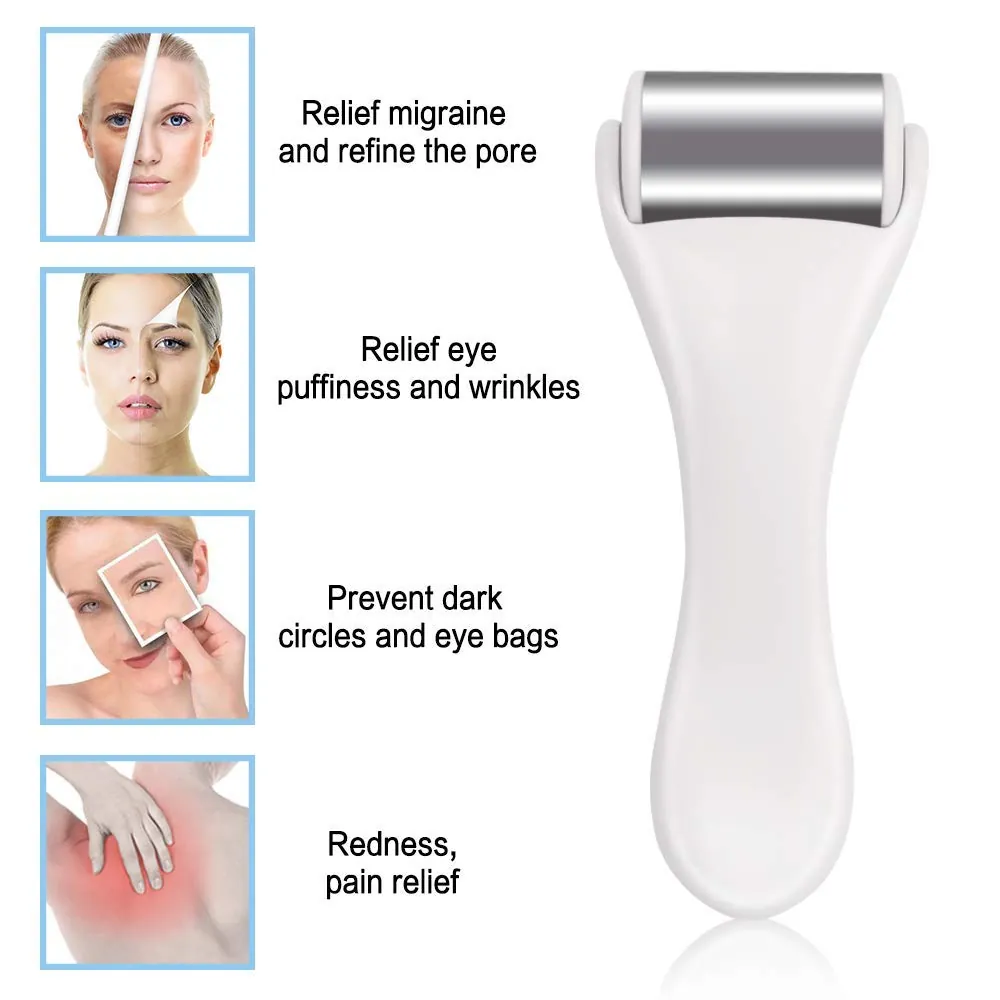 Relief migraine
and refine the pore
Relief eye
puffiness and wrinkles
Prevent dark
circles and eye bags
Redness,
pain relief